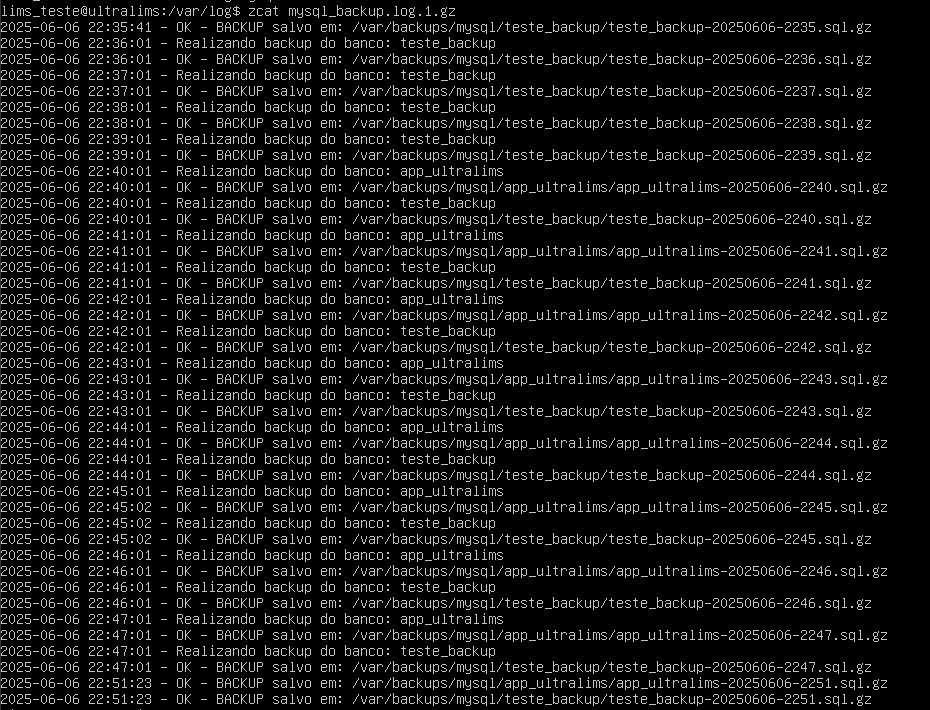 lims_teste@ultralims:/var/log$ zcat mysql_backup.log.1.gz
2025-06-06 22:35:41 - OK - BACKUP salvo em: /var/backups/mysql/teste_backup/teste_backup-20250606-2235.sql.gz
2025-06-06 22:36:01 - Realizando backup do banco: teste_backup
2025-06-06 22:36:01 - OK - BACKUP salvo em: /var/backups/mysql/teste_backup/teste_backup-20250606-2236.sql.gz
2025-06-06 22:37:01 - Realizando backup do banco: teste_backup
2025-06-06 22:37:01 - OK - BACKUP salvo em: /var/backups/mysql/teste_backup/teste_backup-20250606-2237.sql.gz
2025-06-06 22:38:01 - Realizando backup do banco: teste_backup
2025-06-06 22:38:01 - OK - BACKUP salvo em: /var/backups/mysql/teste_backup/teste_backup-20250606-2238.sql.gz
2025-06-06 22:39:01 - Realizando backup do banco: teste_backup
2025-06-06 22:39:01 - OK - BACKUP salvo em: /var/backups/mysql/teste_backup/teste_backup-20250606-2239.sql.gz
2025-06-06 22:40:01 - Realizando backup do banco: app_ultralims
2025-06-06 22:40:01 - OK - BACKUP salvo em: /var/backups/mysql/app_ultralims/app_ultralims-20250606-2240.sql.gz
2025-06-06 22:40:01 - Realizando backup do banco: teste_backup
2025-06-06 22:40:01 - OK - BACKUP salvo em: /var/backups/mysql/teste_backup/teste_backup-20250606-2240.sql.gz
2025-06-06 22:41:01 - Realizando backup do banco: app_ultralims
2025-06-06 22:41:01 - OK - BACKUP salvo em: /var/backups/mysql/app_ultralims/app_ultralims-20250606-2241.sql.gz
2025-06-06 22:41:01 - Realizando backup do banco: teste_backup
2025-06-06 22:41:01 - OK - BACKUP salvo em: /var/backups/mysql/teste_backup/teste_backup-20250606-2241.sql.gz
2025-06-06 22:42:01 - Realizando backup do banco: app_ultralims
2025-06-06 22:42:01 - OK - BACKUP salvo em: /var/backups/mysql/app_ultralims/app_ultralims-20250606-2242.sql.gz
2025-06-06 22:42:01 - Realizando backup do banco: teste_backup
2025-06-06 22:42:01 - OK - BACKUP salvo em: /var/backups/mysql/teste_backup/teste_backup-20250606-2242.sql.gz
2025-06-06 22:43:01 - Realizando backup do banco: app_ultralims
2025-06-06 22:43:01 - OK - BACKUP salvo em: /var/backups/mysql/app_ultralims/app_ultralims-20250606-2243.sql.gz
2025-06-06 22:43:01 - Realizando backup do banco: teste_backup
2025-06-06 22:43:01 - OK - BACKUP salvo em: /var/backups/mysql/teste_backup/teste_backup-20250606-2243.sql.gz
2025-06-06 22:44:01 - Realizando backup do banco: app_ultralims
2025-06-06 22:44:01 - OK - BACKUP salvo em: /var/backups/mysql/app_ultralims/app_ultralims-20250606-2244.sql.gz
2025-06-06 22:44:01 - Realizando backup do banco: teste_backup
2025-06-06 22:44:01 - OK - BACKUP salvo em: /var/backups/mysql/teste_backup/teste_backup-20250606-2244.sql.gz
2025-06-06 22:45:01 - Realizando backup do banco: app_ultralims
2025-06-06 22:45:02 - OK - BACKUP salvo em: /var/backups/mysql/app_ultralims/app_ultralims-20250606-2245.sql.gz
2025-06-06 22:45:02 - Realizando backup do banco: teste_backup
2025-06-06 22:45:02 - OK - BACKUP salvo em: /var/backups/mysql/teste_backup/teste_backup-20250606-2245.sql.gz
2025-06-06 22:46:01 - Realizando backup do banco: app_ultralims
2025-06-06 22:46:01 - OK - BACKUP salvo em: /var/backups/mysql/app_ultralims/app_ultralims-20250606-2246.sql.gz
2025-06-06 22:46:01 - Realizando backup do banco: teste_backup
2025-06-06 22:46:01 - OK - BACKUP salvo em: /var/backups/mysql/teste_backup/teste_backup-20250606-2246.sql.gz
2025-06-06 22:47:01 - Realizando backup do banco: app_ultralims
2025-06-06 22:47:01 - OK - BACKUP salvo em: /var/backups/mysql/app_ultralims/app_ultralims-20250606-2247.sql.gz
2025-06-06 22:47:01 - Realizando backup do banco: teste_backup
2025-06-06 22:47:01 - OK - BACKUP salvo em: /var/backups/mysql/teste_backup/teste_backup-20250606-2247.sql.gz
2025-06-06 22:51:23 - OK - BACKUP salvo em: /var/backups/mysql/app_ultralims/app_ultralims-20250606-2251.sql.gz
2025-06-06 22:51:23 - OK - BACKUP salvo em: /var/backups/mysql/teste_backup/teste_backup-20250606-2251.sql.gz